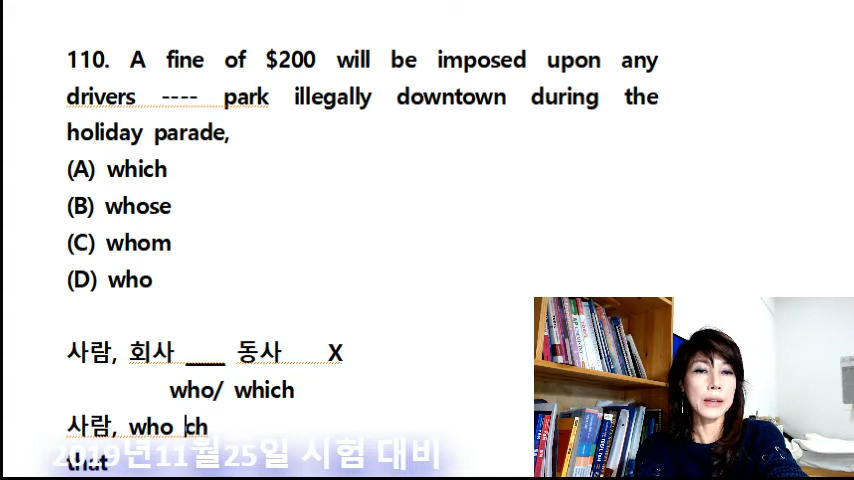 110. A fine of $200 will be imposed upon any
drivers ---- park illegally downtown during the
holiday parade,
(A) which
(B) whose
(C) whom
(D) who
사람, 회사 ____ 동사 X
who/ which
사람, who ch
2019년11월25일 시험 대비
that